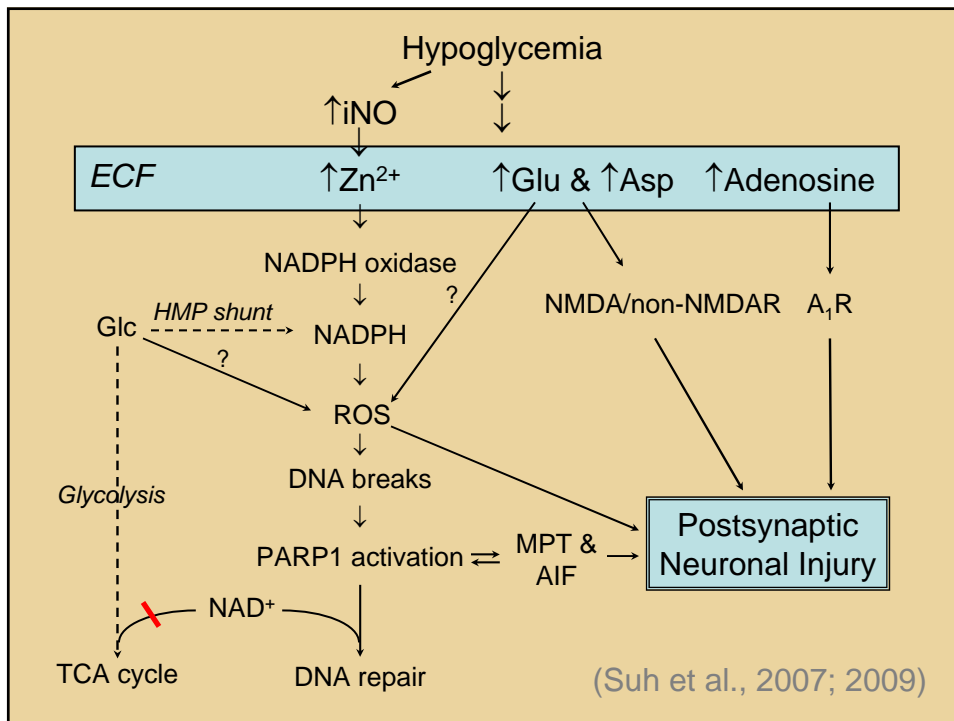 Hypoglycemia
↑iNO
ECF
↑Zn²⁺
↑Glu & ↑Asp
↑Adenosine
NADPH oxidase
?
NMDA/non-NMDAR
A₁R
Glc
HMP shunt
NADPH
?
ROS
DNA breaks
Glycolysis
PARP1 activation
MPT &
AIF
Postsynaptic
Neuronal Injury
NAD⁺
TCA cycle
DNA repair
(Suh et al., 2007; 2009)